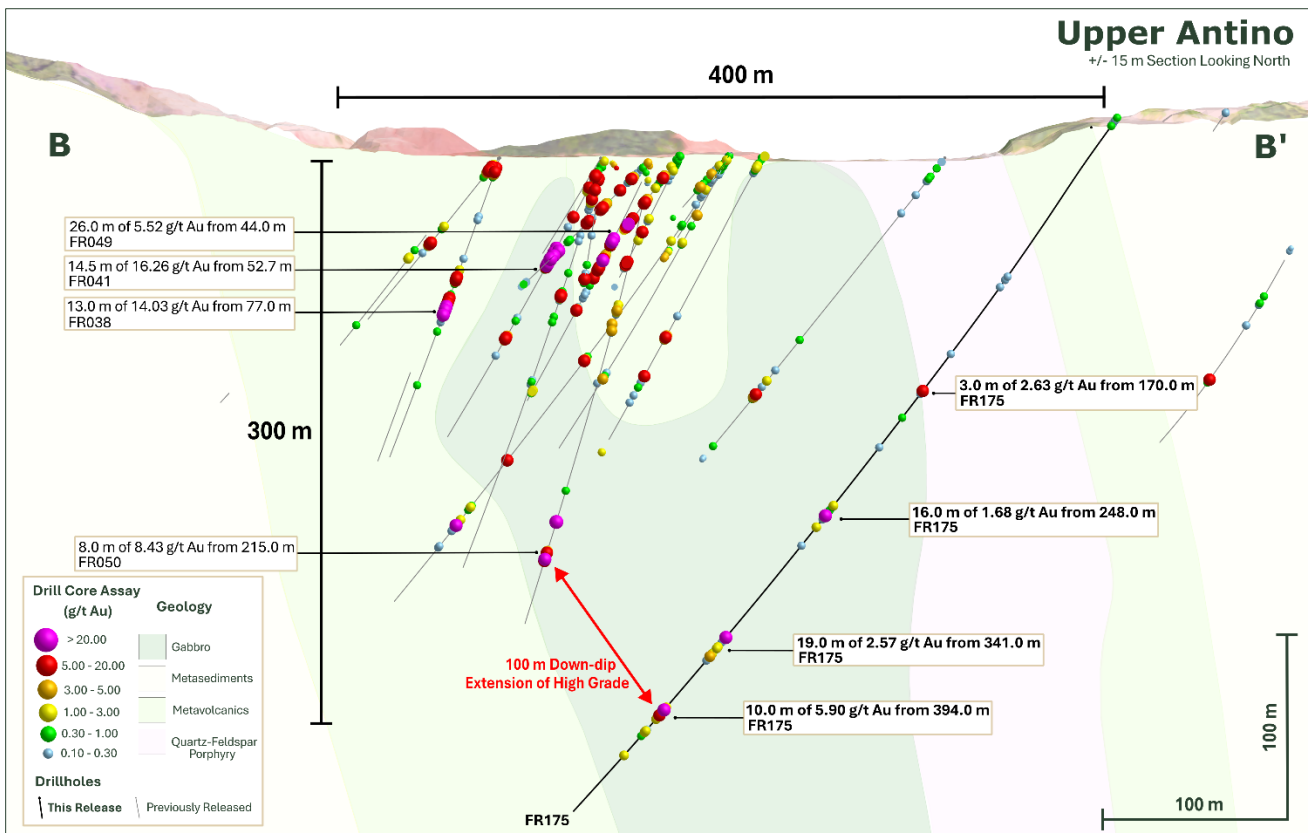 Upper Antino
+/- 15 m Section Looking North
400 m
B
B'
26.0 m of 5.52 g/t Au from 44.0 m
FR049
14.5 m of 16.26 g/t Au from 52.7 m
FR041
13.0 m of 14.03 g/t Au from 77.0 m
FR038
300 m
3.0 m of 2.63 g/t Au from 170.0 m
FR175
16.0 m of 1.68 g/t Au from 248.0 m
FR175
8.0 m of 8.43 g/t Au from 215.0 m
FR050
19.0 m of 2.57 g/t Au from 341.0 m
FR175
100 m Down-dip
Extension of High Grade
10.0 m of 5.90 g/t Au from 394.0 m
FR175
Drill Core Assay
(g/t Au)
> 20.00
5.00 - 20.00
3.00 - 5.00
1.00 - 3.00
0.30 - 1.00
0.10 - 0.30
Geology
Gabbro
Metasediments
Metavolcanics
Quartz-Feldspar
Porphyry
Drillholes
This Release
Previously Released
FR175
100 m
100 m